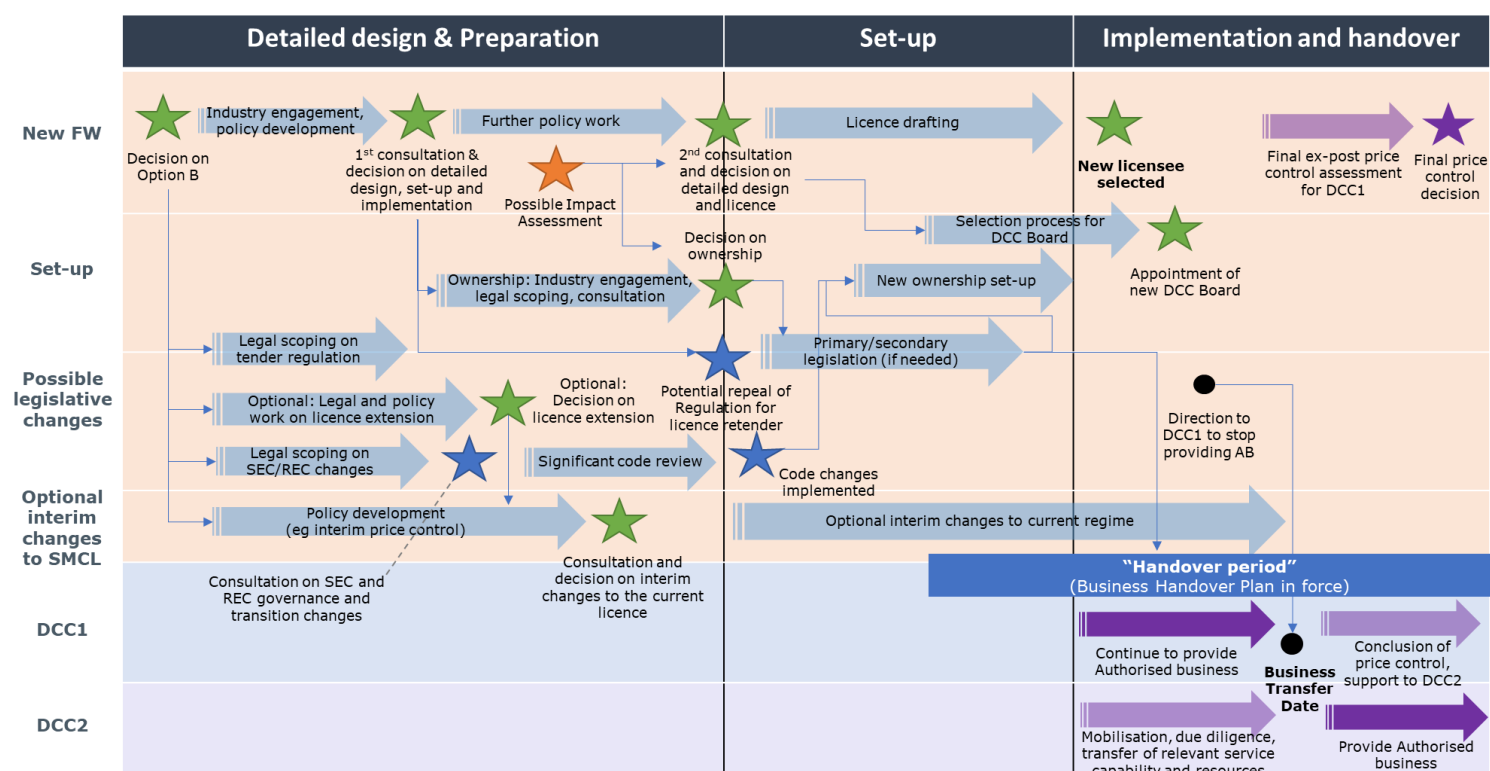 Detailed design & Preparation
Set-up
Implementation and handover
New FW
Industry engagement,
policy development
Further policy work
Licence drafting
Decision on
Option B
1st consultation &
decision on detailed
design, set-up and
implementation
Possible Impact
Assessment
2nd consultation
and decision on
detailed design
and licence
New licensee
selected
Final ex-post price
control assessment
for DCC1
Final price
control
decision
Set-up
Selection process for
DCC Board
Decision on
ownership
Appointment of
new DCC Board
Ownership: Industry engagement,
legal scoping, consultation
New ownership set-up
Legal scoping on
tender regulation
Primary/secondary
legislation (if needed)
Possible
legislative
changes
Optional: Legal and policy
work on licence extension
Optional:
Decision on
licence extension
Potential repeal of
Regulation for
licence retender
Direction to
DCC1 to stop
providing AB
Legal scoping on
SEC/REC changes
Significant code review
Code changes
implemented
Optional
interim
changes
to SMCL
Policy development
(eg interim price control)
Optional interim changes to current regime
Consultation on SEC and
REC governance and
transition changes
Consultation and
decision on interim
changes to the current
licence
“Handover period”
(Business Handover Plan in force)
DCC1
Continue to provide
Authorised business
Business
Transfer
Date
Conclusion of
price control,
support to DCC2
DCC2
Mobilisation, due diligence,
transfer of relevant service
capability and resources
Provide Authorised
business